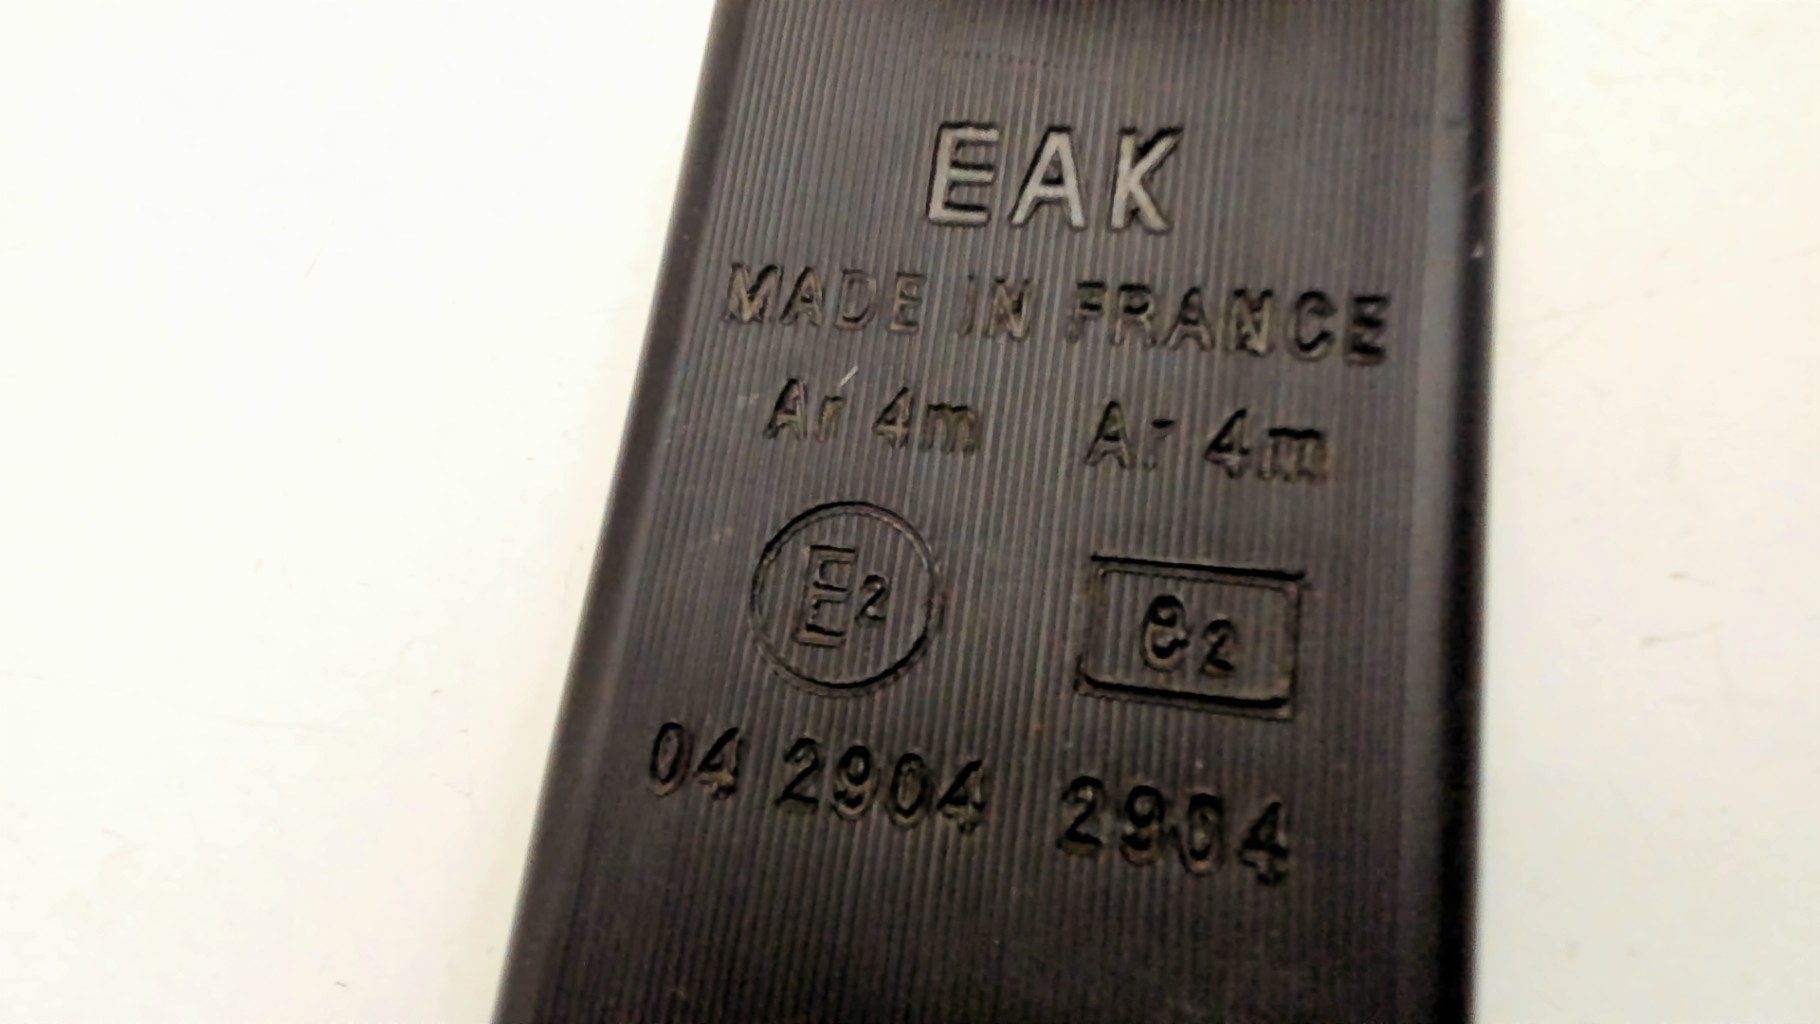 EAK
MADE IN FRANCE
Ar 4m Ar 4m
E2 e2
04 2904 2904